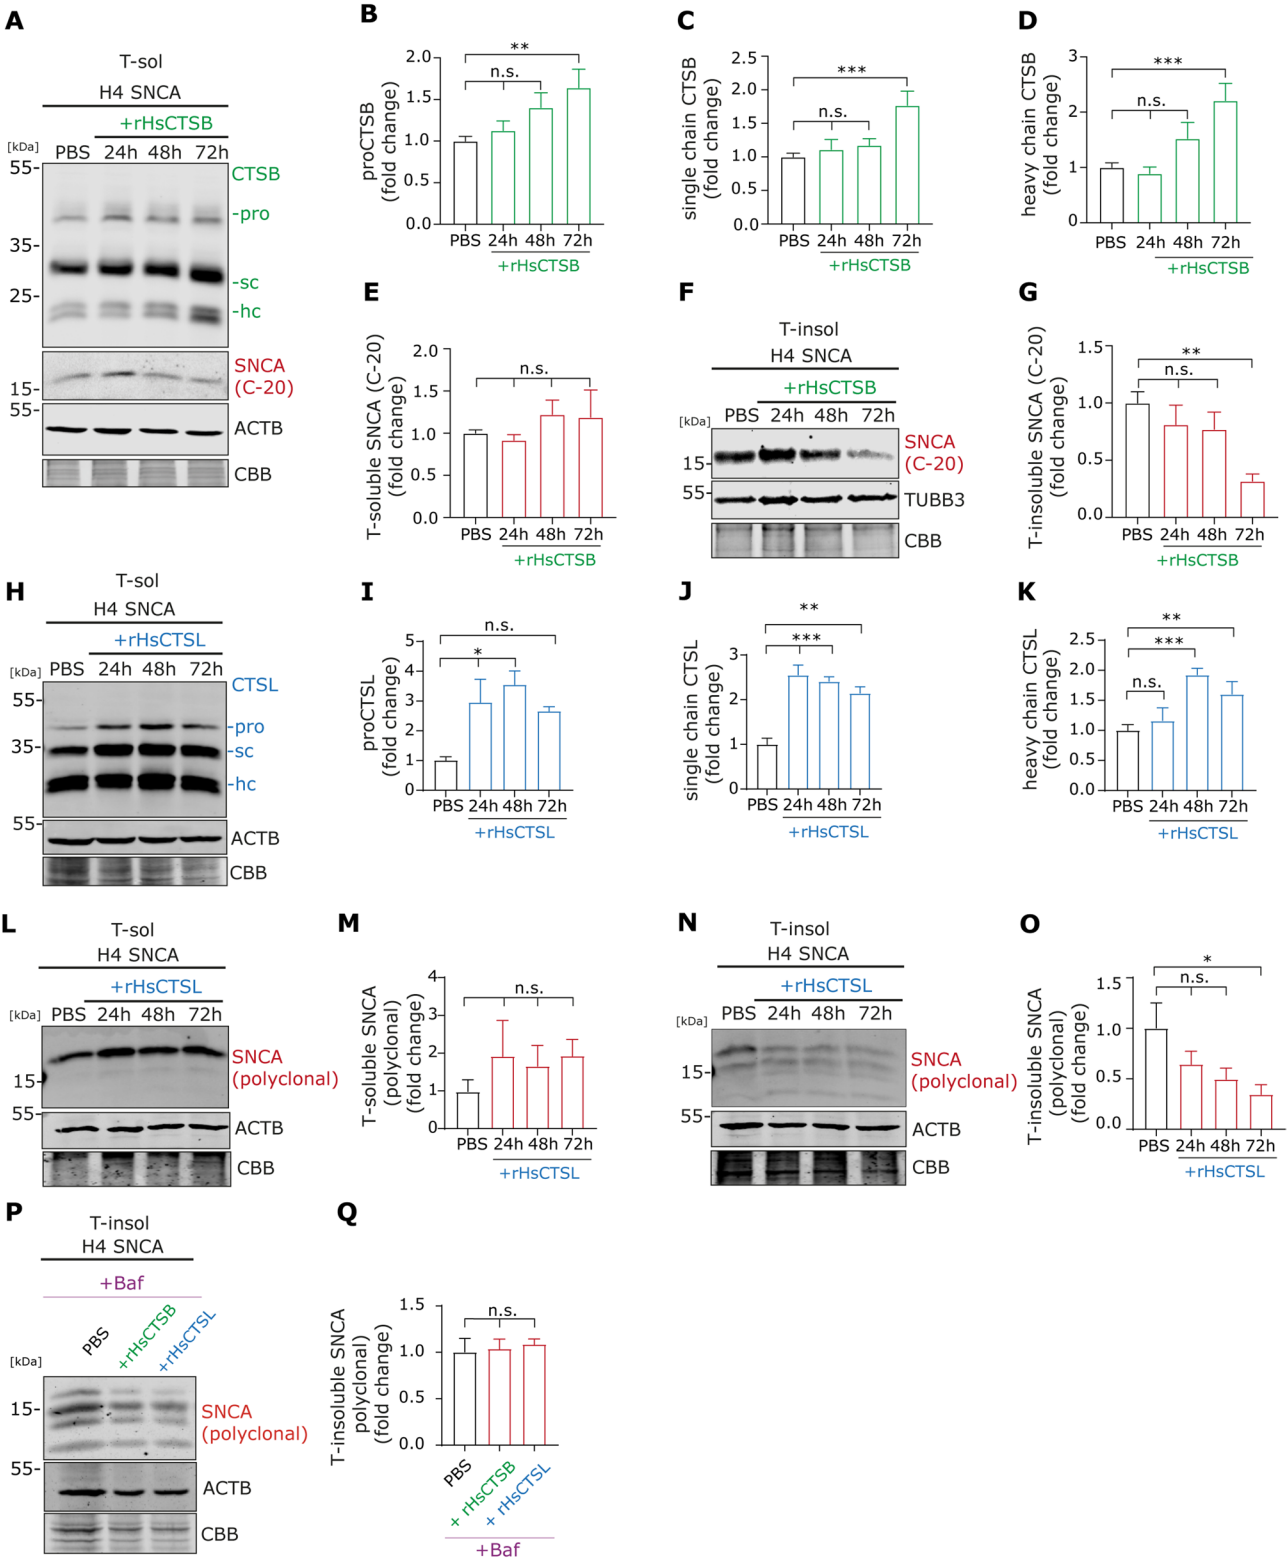 A
T-sol
H4 SNCA
+rHsCTSB
[kDa]
PBS 24h 48h 72h
55-
CTSB
-pro
35-
-sc
25-
-hc
SNCA
(C-20)
15-
55-
ACTB
CBB
B
proCTSB
(fold change)
2.0
1.5
1.0
0.5
0.0
**
n.s.
PBS 24h 48h 72h
+rHsCTSB
C
single chain CTSB
(fold change)
2.5
2.0
1.5
1.0
0.5
0.0
***
n.s.
PBS 24h 48h 72h
+rHsCTSB
D
heavy chain CTSB
(fold change)
3
2
1
0
***
n.s.
PBS 24h 48h 72h
+rHsCTSB
E
T-soluble SNCA (C-20)
(fold change)
2.0
1.5
1.0
0.5
0.0
n.s.
PBS 24h 48h 72h
+rHsCTSB
F
T-insol
H4 SNCA
+rHsCTSB
[kDa]
PBS 24h 48h 72h
SNCA
(C-20)
15-
55-
TUBB3
CBB
G
T-insoluble SNCA (C-20)
(fold change)
1.5
1.0
0.5
0.0
**
n.s.
PBS 24h 48h 72h
+rHsCTSB
H
T-sol
H4 SNCA
+rHsCTSL
[kDa]
PBS 24h 48h 72h
CTSL
55-
-pro
35-
-sc
-hc
55-
ACTB
CBB
I
proCTSL
(fold change)
5
4
3
2
1
0
n.s.
*
PBS 24h 48h 72h
+rHsCTSL
J
single chain CTSL
(fold change)
3
2
1
0
**
***
PBS 24h 48h 72h
+rHsCTSL
K
heavy chain CTSL
(fold change)
2.5
2.0
1.5
1.0
0.5
0.0
**
***
n.s.
PBS 24h 48h 72h
+rHsCTSL
L
T-sol
H4 SNCA
+rHsCTSL
[kDa]
PBS 24h 48h 72h
SNCA
(polyclonal)
15-
55-
ACTB
CBB
M
T-soluble SNCA
(polyclonal)
(fold change)
4
3
2
1
0
n.s.
PBS 24h 48h 72h
+rHsCTSL
N
T-insol
H4 SNCA
+rHsCTSL
[kDa]
PBS 24h 48h 72h
SNCA
(polyclonal)
15-
55-
ACTB
CBB
O
T-insoluble SNCA
(polyclonal)
(fold change)
1.5
1.0
0.5
0.0
*
n.s.
PBS 24h 48h 72h
+rHsCTSL
P
T-insol
H4 SNCA
+Baf
PBS
+rHsCTSB
+rHsCTSL
[kDa]
15-
SNCA
(polyclonal)
55-
ACTB
CBB
Q
T-insoluble SNCA
polyclonal)
(fold change)
1.5
1.0
0.5
0.0
n.s.
PBS
+ rHsCTSB
+ rHsCTSL
+Baf